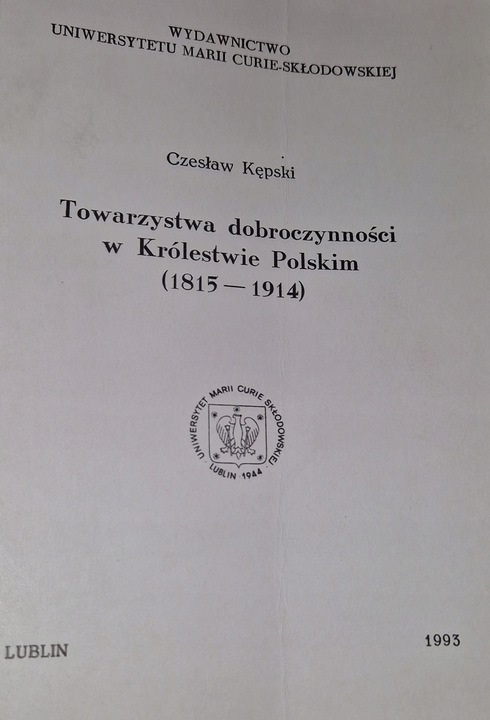 WYDAWNICTWO
UNIWERSYTETU MARII CURIE-SKŁODOWSKIEJ
Czesław Kępski
Towarzystwa dobroczynności
w Królestwie Polskim
(1815 — 1914)
UNIWERSYTET MARII CURIE SKŁODOWSKIEJ
LUBLIN 1944
LUBLIN
1993